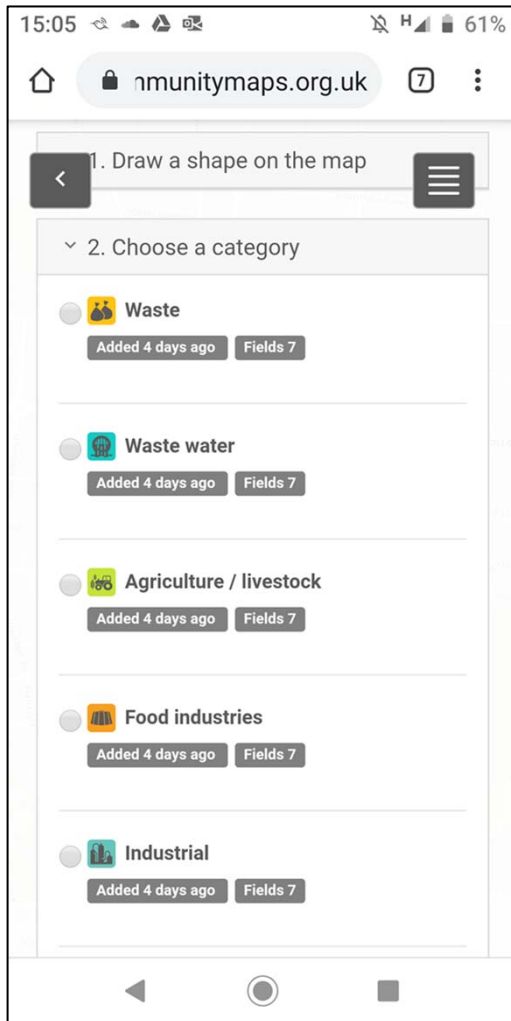 15:05 H 61%
nmunitymaps.org.uk 7
1. Draw a shape on the map
2. Choose a category
Waste
Added 4 days ago Fields 7
Waste water
Added 4 days ago Fields 7
Agriculture / livestock
Added 4 days ago Fields 7
Food industries
Added 4 days ago Fields 7
Industrial
Added 4 days ago Fields 7